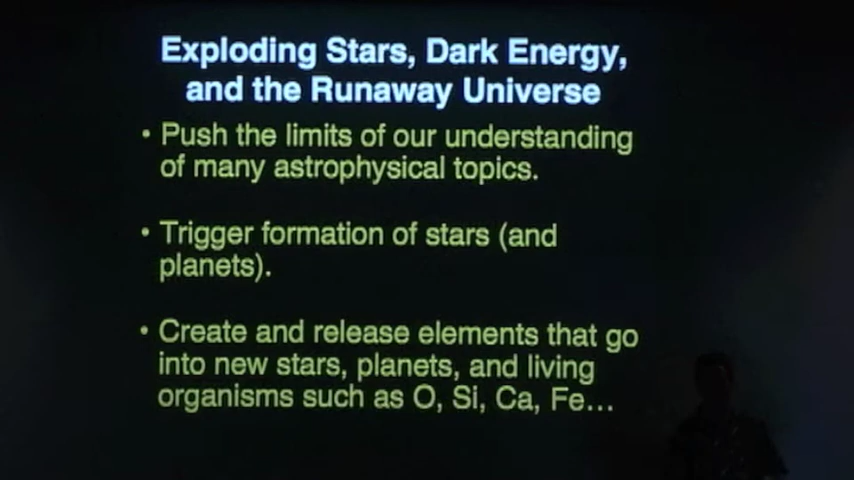 Exploding Stars, Dark Energy,
and the Runaway Universe
• Push the limits of our understanding
of many astrophysical topics.
• Trigger formation of stars (and
planets).
• Create and release elements that go
into new stars, planets, and living
organisms such as O, Si, Ca, Fe...